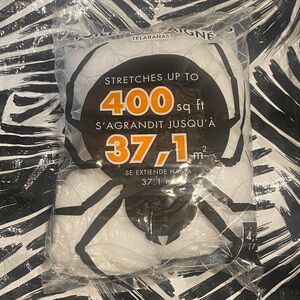 TELARAÑAS
STRETCHES UP TO
400 sq ft
S'AGRANDIT JUSQU'À
37,1 m²
SE EXTIENDE HASTA
37,1